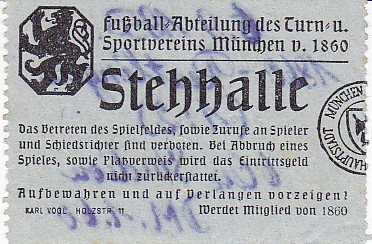 Fußball-Abteilung des Turn- u.
Sportvereins München v. 1860
Stehhalle
Das Betreten des Spielfeldes, sowie Zurufe an Spieler
und Schiedsrichter sind verboten. Bei Abbruch eines
Spieles, sowie Platzverweis wird das Eintrittsgeld
nicht zurückerstattet.
Aufbewahren und auf Verlangen vorzeigen!
KARL VOGL, HOLZSTR. 11
Werdet Mitglied von 1860
HAUPTSTADT MÜNCHEN